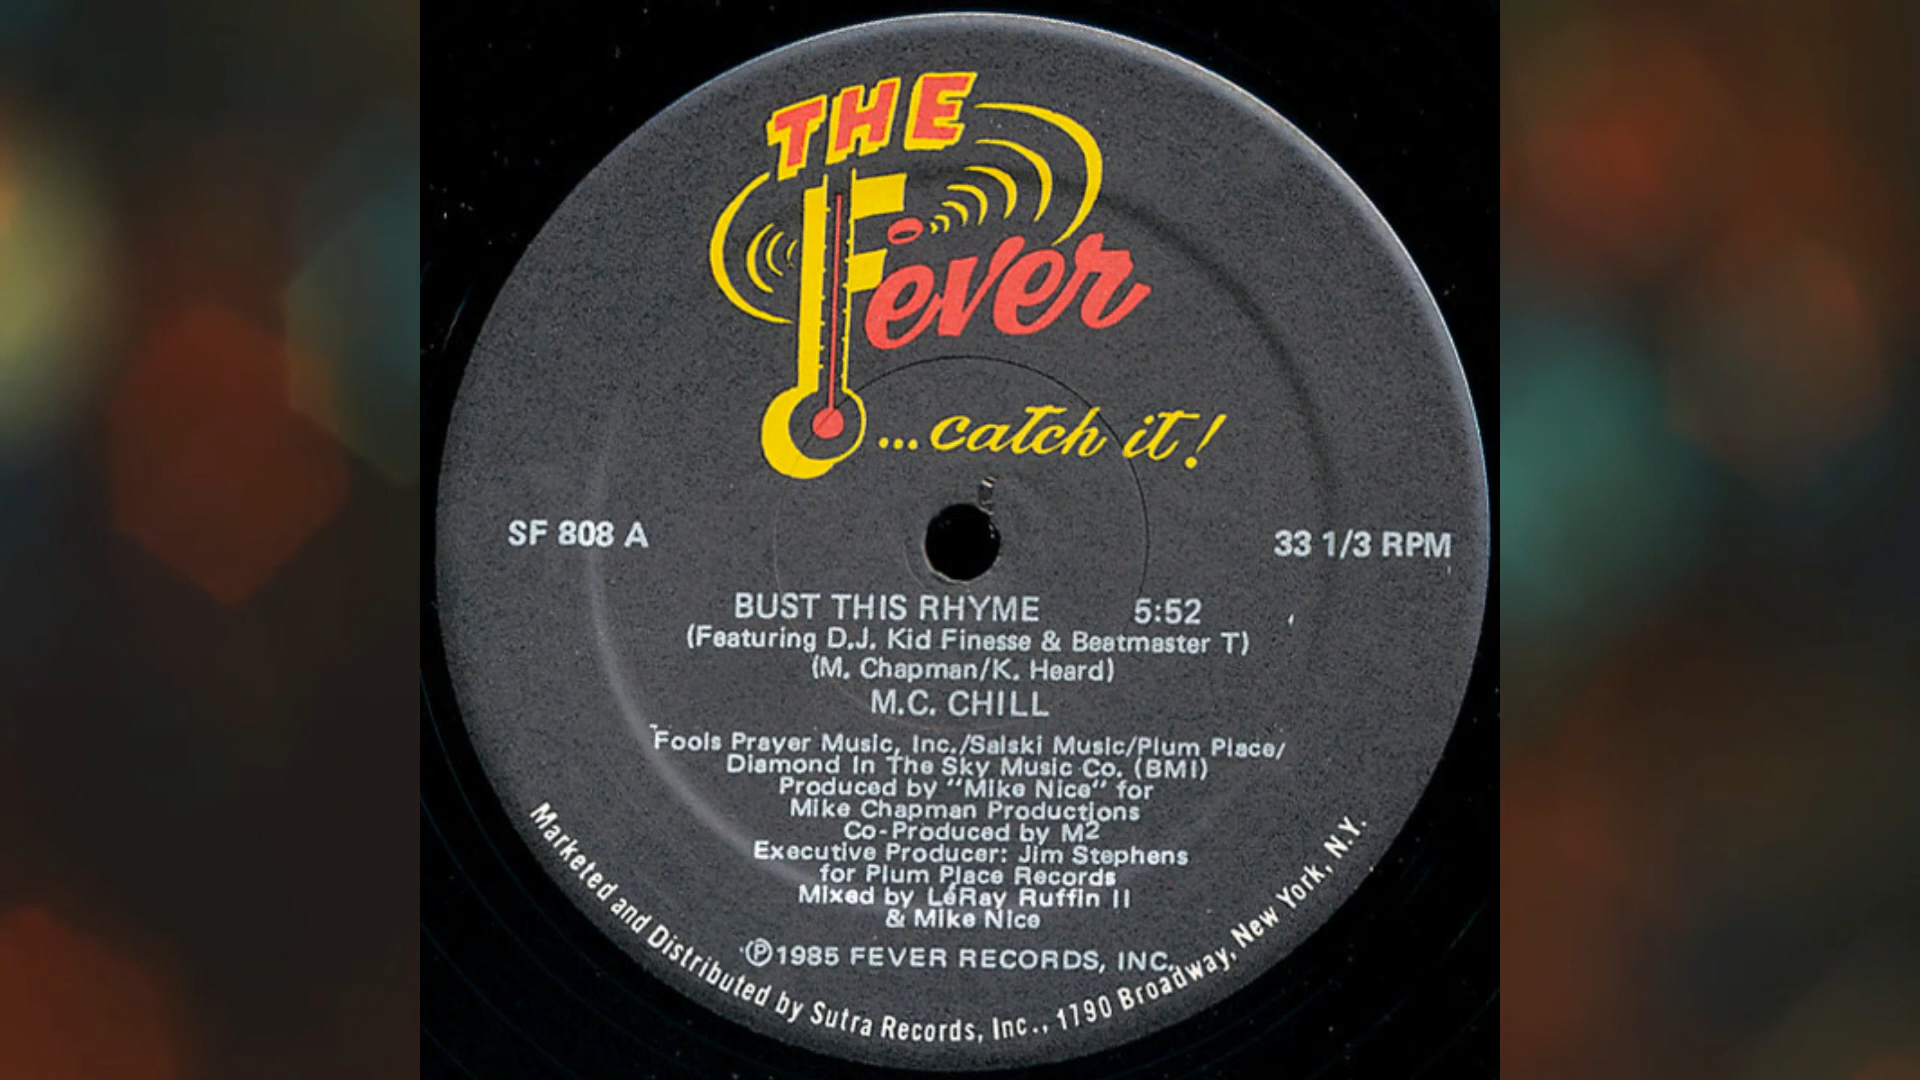 THE
Fever
...catch it!
SF 808 A
33 1/3 RPM
BUST THIS RHYME 5:52
(Featuring D.J. Kid Finesse & Beatmaster T)
(M. Chapman/K. Heard)
M.C. CHILL
Fools Prayer Music, Inc./Salski Music/Plum Place/
Diamond In The Sky Music Co. (BMI)
Produced by "Mike Nice" for
Mike Chapman Productions
Co-Produced by M2
Executive Producer: Jim Stephens
for Plum Place Records
Mixed by LéRay Ruffin II
& Mike Nice
℗1985 FEVER RECORDS, INC.
Marketed and Distributed by Sutra Records, Inc., 1790 Broadway, New York, N.Y.